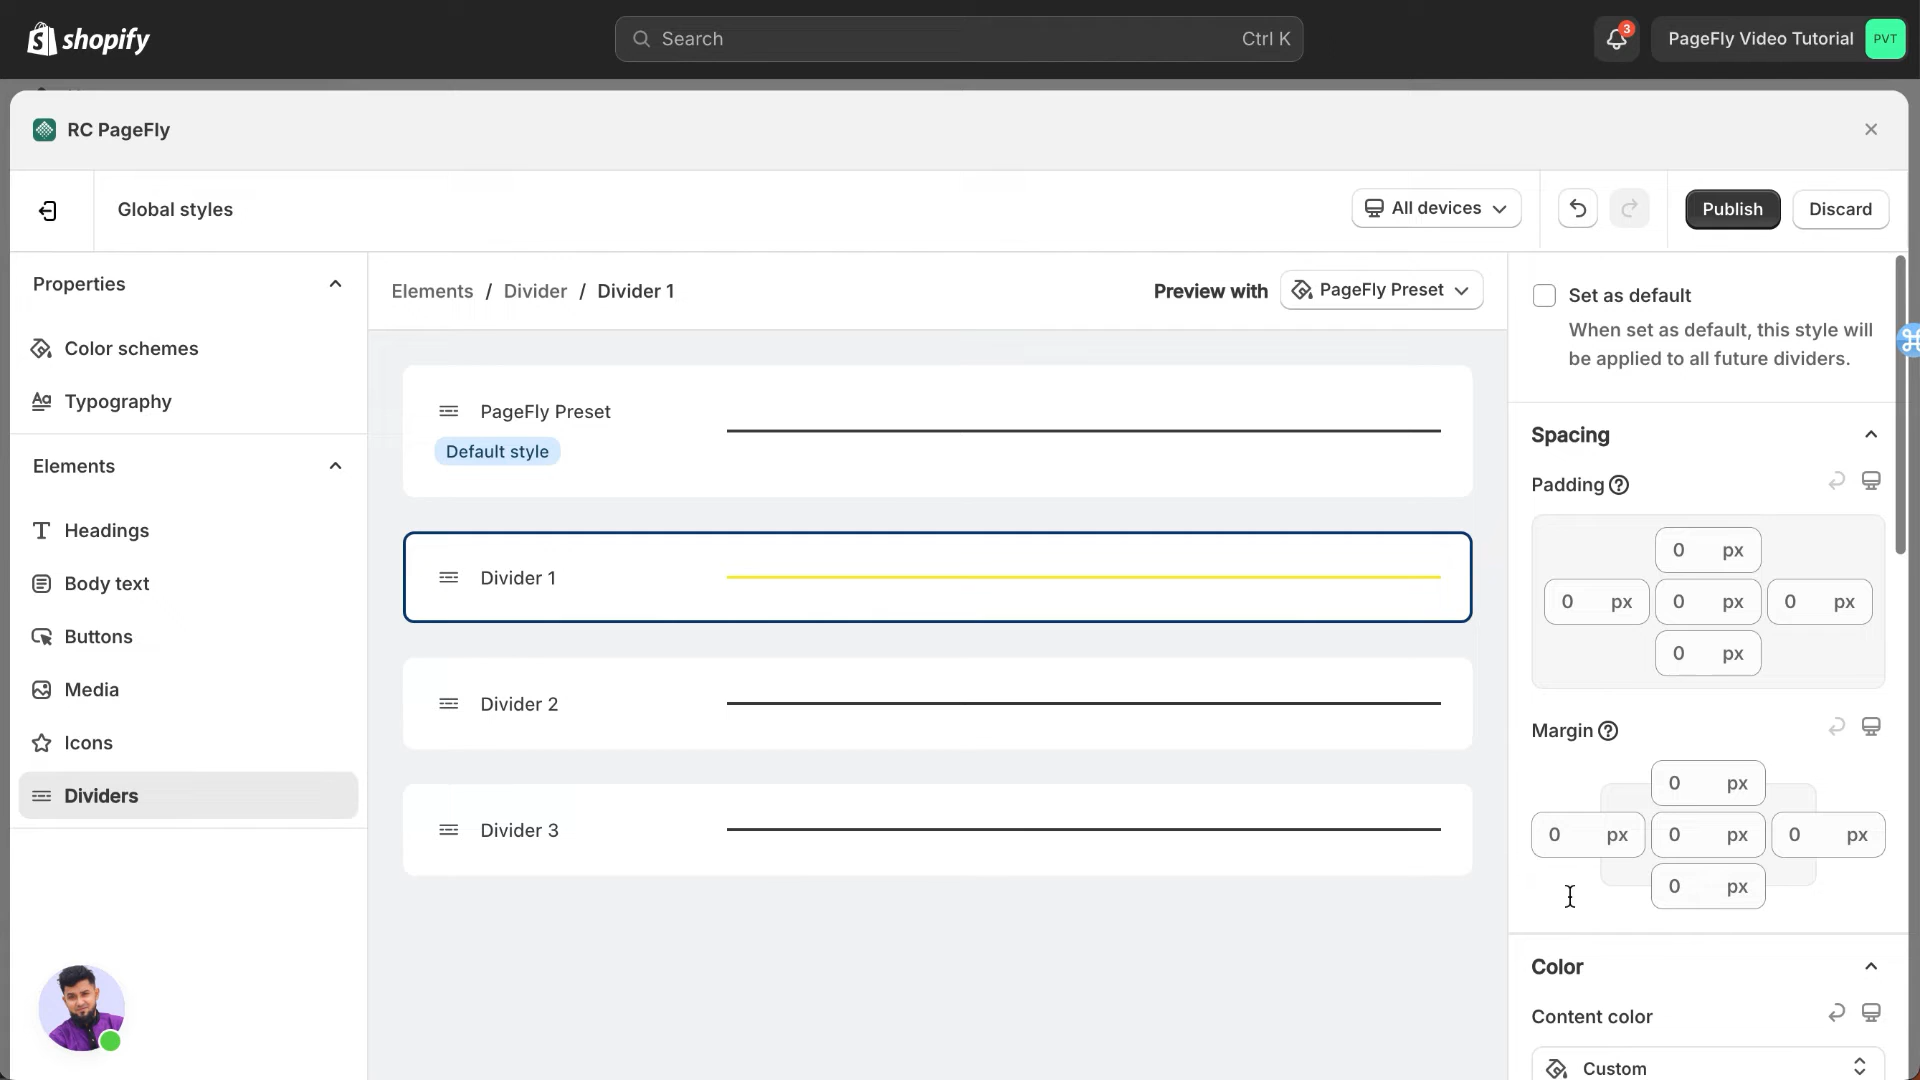 shopify
Search
Ctrl K
3
PageFly Video Tutorial
PVT
RC PageFly
Global styles
All devices
Publish
Discard
Properties
Color schemes
Typography
Elements
Headings
Body text
Buttons
Media
Icons
Dividers
Elements / Divider / Divider 1
Preview with
PageFly Preset
PageFly Preset
Default style
Divider 1
Divider 2
Divider 3
Set as default
When set as default, this style will
be applied to all future dividers.
Spacing
Padding
0 px
0 px 0 px 0 px
0 px
Margin
0 px
0 px 0 px 0 px
0 px
Color
Content color
Custom